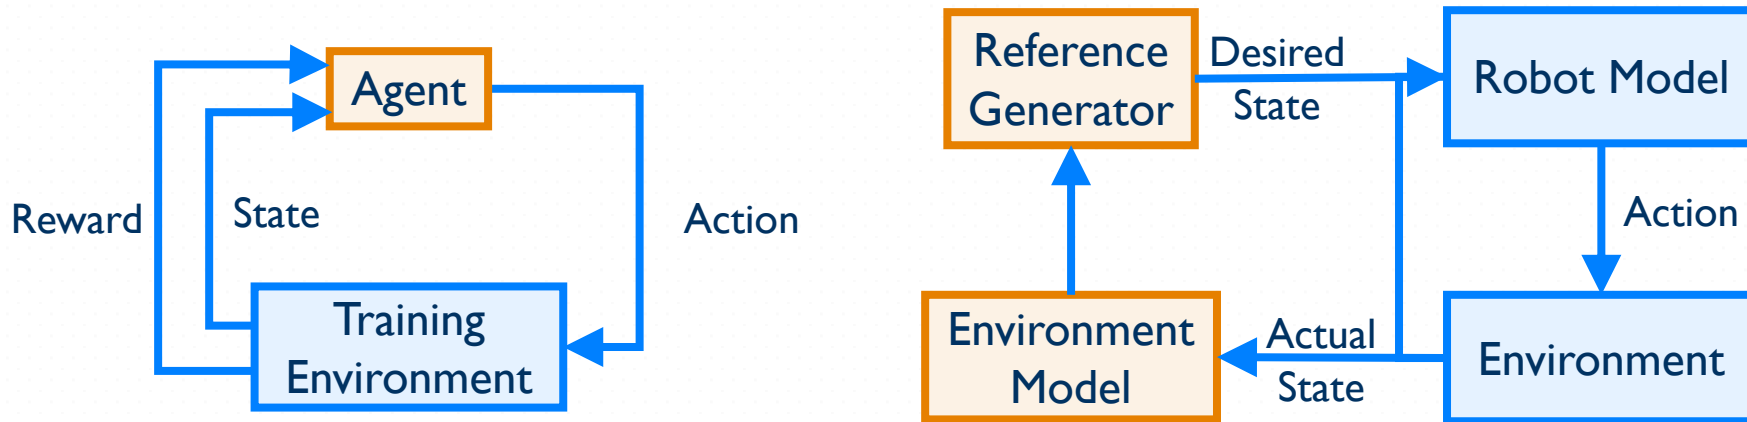 Agent
Reward
State
Action
Training
Environment
Reference
Generator
Desired
State
Robot Model
Action
Environment
Model
Actual
State
Environment